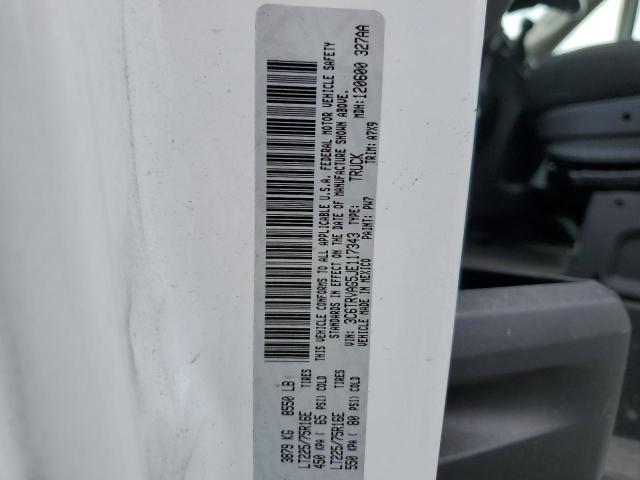 3879 KG 8550 LB
LT225/75R16E TIRES
450 KPA ( 65 PSI) COLD
LT225/75R16E TIRES
550 KPA ( 80 PSI) COLD
THIS VEHICLE CONFORMS TO ALL APPLICABLE U.S.A. FEDERAL MOTOR VEHICLE SAFETY
STANDARDS IN EFFECT ON THE DATE OF MANUFACTURE SHOWN ABOVE.
MDH: 120600 327AA
VIN: 3C6TRVAG5JE117343 TYPE: TRUCK
VEHICLE MADE IN MEXICO PAINT: PW7 TRIM: A7X9